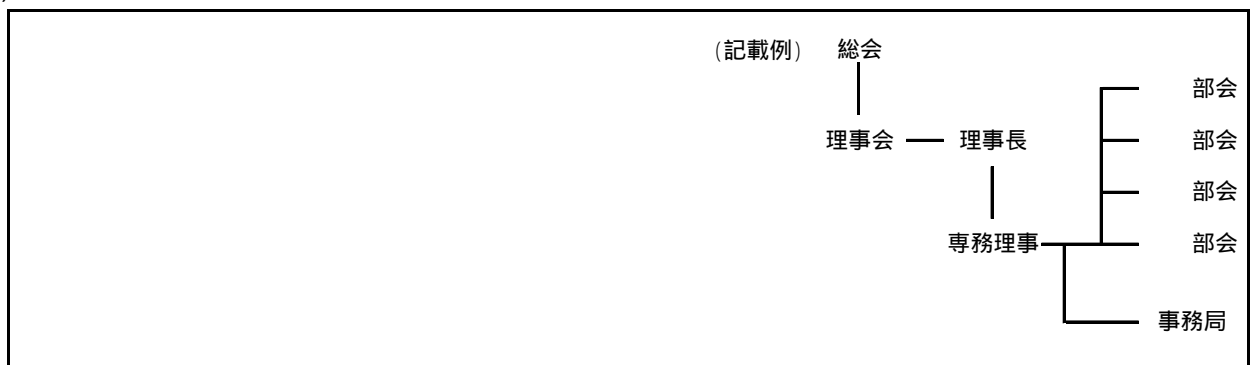 (記載例) 総会
部会
理事会 理事長 部会
部会
専務理事 部会
事務局